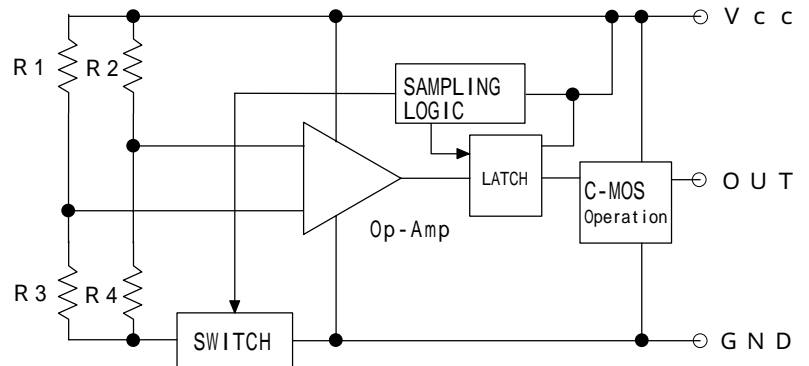 Vcc
R1
R2
SAMPLING
LOGIC
LATCH
C-MOS
Operation
OUT
Op-Amp
R3
R4
SWITCH
GND